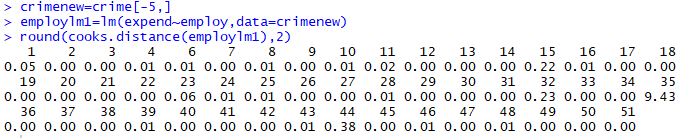 > crimenew=crime[-5,]
> employlm1=lm(expend~employ,data=crimenew)
> round(cooks.distance(employlm1),2)
1 2 3 4 6 7 8 9 10 11 12 13 14 15 16 17 18
0.05 0.00 0.00 0.01 0.01 0.00 0.01 0.00 0.01 0.02 0.00 0.00 0.00 0.22 0.01 0.00 0.00
19 20 21 22 23 24 25 26 27 28 29 30 31 32 33 34 35
0.00 0.00 0.00 0.00 0.06 0.01 0.01 0.00 0.00 0.01 0.00 0.00 0.00 0.23 0.00 0.00 9.43
36 37 38 39 40 41 42 43 44 45 46 47 48 49 50 51
0.00 0.00 0.00 0.01 0.00 0.00 0.00 0.01 0.38 0.00 0.01 0.00 0.01 0.00 0.00 0.00